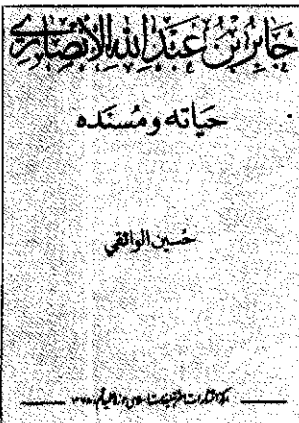 جابر بن عبد الله الأنصاري
حياته ومسنده
حسين الواثقي